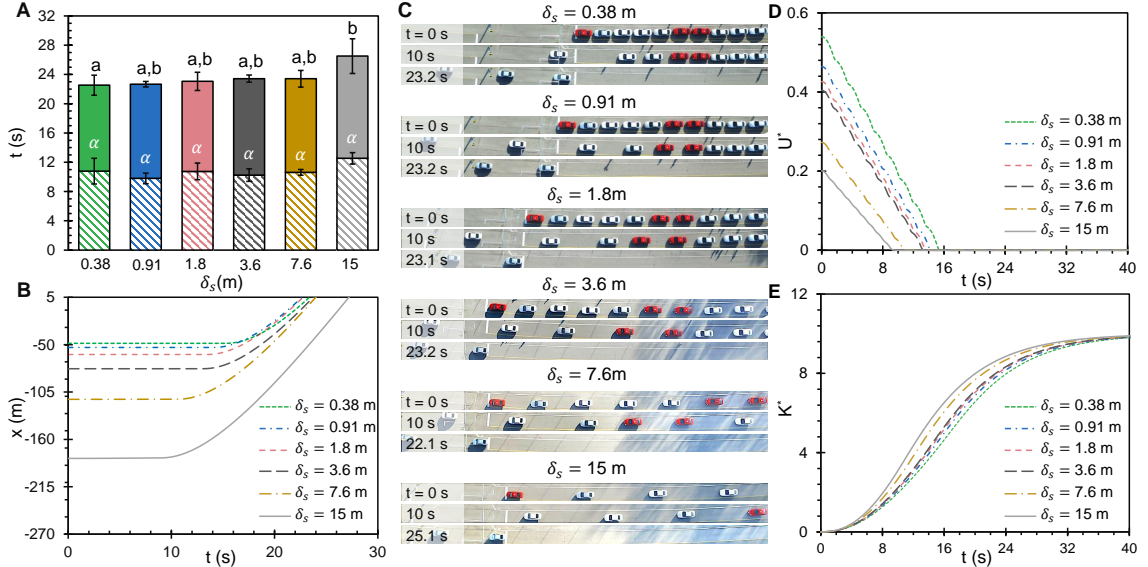 A
t (s)
32
28
24
20
16
12
8
4
0
a
a,b
a,b
a,b
a,b
b
α
α
α
α
α
0.38
0.91
1.8
3.6
7.6
15
δs(m)
B
x (m)
5
-50
-105
-160
-215
-270
δs = 0.38 m
δs = 0.91 m
δs = 1.8 m
δs = 3.6 m
δs = 7.6 m
δs = 15 m
0
10
20
30
t (s)
C
δs = 0.38 m
t = 0 s
10 s
23.2 s
δs = 0.91 m
t = 0 s
10 s
23.2 s
δs = 1.8m
t = 0 s
10 s
23.1 s
δs = 3.6 m
t = 0 s
10 s
23.2 s
δs = 7.6m
t = 0 s
10 s
22.1 s
δs = 15 m
t = 0 s
10 s
25.1 s
D
U*
0.6
0.4
0.2
0
δs = 0.38 m
δs = 0.91 m
δs = 1.8 m
δs = 3.6 m
δs = 7.6 m
δs = 15 m
0
8
16
24
32
40
t (s)
E
K*
12
8
4
0
δs = 0.38 m
δs = 0.91 m
δs = 1.8 m
δs = 3.6 m
δs = 7.6 m
δs = 15 m
0
8
16
24
32
40
t (s)